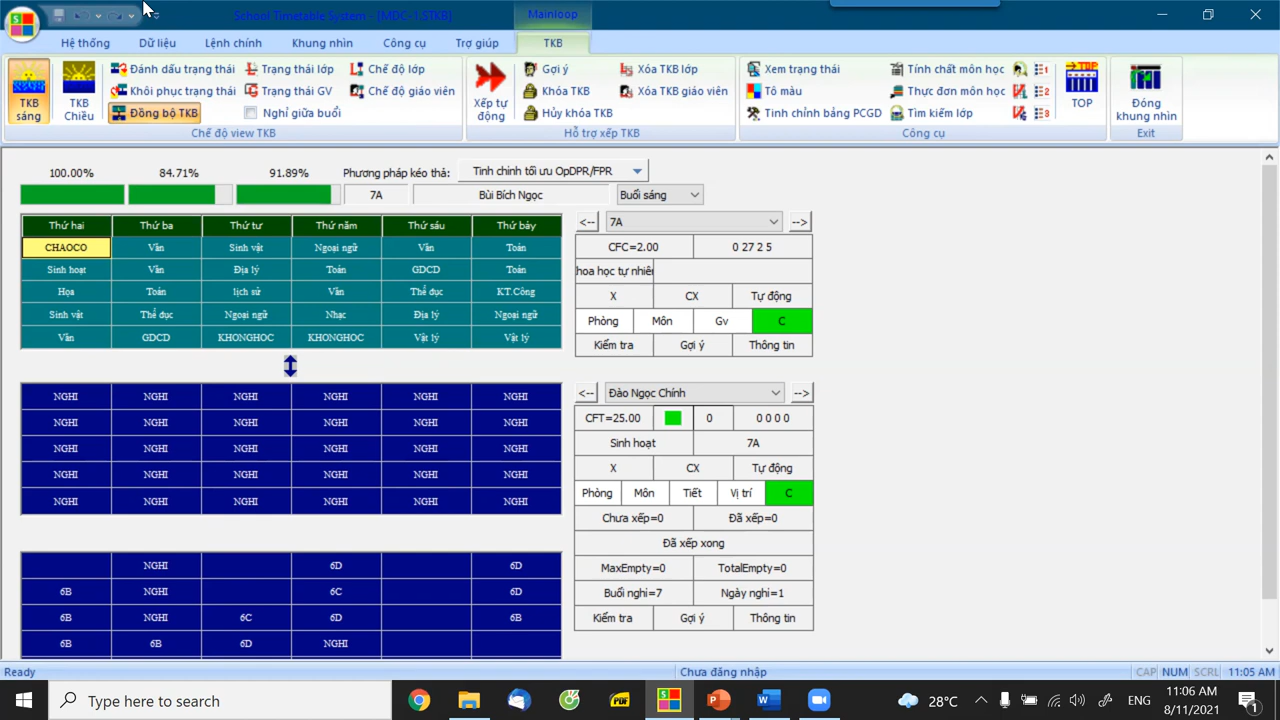 School Timetable System - [MDC-1.STKB]
Mainloop
Hệ thống Dữ liệu Lệnh chính Khung nhìn Công cụ Trợ giúp TKB
TKB sáng
TKB Chiều
Đánh dấu trạng thái Trạng thái lớp Chế độ lớp
Khôi phục trạng thái Trạng thái GV Chế độ giáo viên
Đồng bộ TKB Nghỉ giữa buổi
Chế độ view TKB
Xếp tự động
Gợi ý Xóa TKB lớp
Khóa TKB Xóa TKB giáo viên
Hủy khóa TKB
Hỗ trợ xếp TKB
Xem trạng thái Tính chất môn học 1
Tô màu Thực đơn môn học 2
Tinh chỉnh bảng PCGD Tìm kiếm lớp 3
TOP
TOP
Công cụ
Đóng khung nhìn
Exit
100.00% 84.71% 91.89% Phương pháp kéo thả: Tinh chỉnh tối ưu OpDPR/FPR
7A Bùi Bích Ngọc Buổi sáng
Thứ hai Thứ ba Thứ tư Thứ năm Thứ sáu Thứ bảy
CHAOCO Văn Sinh vật Ngoại ngữ Văn Toán
Sinh hoạt Văn Địa lý Toán GDCD Toán
Họa Toán lịch sử Văn Thể dục KT.Công
Sinh vật Thể dục Ngoại ngữ Nhạc Địa lý Ngoại ngữ
Văn GDCD KHONGHOC KHONGHOC Vật lý Vật lý
<-- 7A -->
CFC=2.00 0 27 2 5
hoa học tự nhiên
X CX Tự động
Phòng Môn Gv C
Kiểm tra Gợi ý Thông tin
NGHI NGHI NGHI NGHI NGHI NGHI
NGHI NGHI NGHI NGHI NGHI NGHI
NGHI NGHI NGHI NGHI NGHI NGHI
NGHI NGHI NGHI NGHI NGHI NGHI
NGHI NGHI NGHI NGHI NGHI NGHI
<-- Đào Ngọc Chính -->
CFT=25.00 0 0 0 0 0
Sinh hoạt 7A
X CX Tự động
Phòng Môn Tiết Vị trí C
Chưa xếp=0 Đã xếp=0
Đã xếp xong
MaxEmpty=0 TotalEmpty=0
Buổi nghỉ=7 Ngày nghỉ=1
Kiểm tra Gợi ý Thông tin
NGHI 6D 6D
6B NGHI 6C 6D
6B NGHI 6C 6D 6B
6B 6B 6D NGHI
Ready Chưa đăng nhập CAP NUM SCRL 11:05 AM
Type here to search
PDF
28°C
ENG
11:06 AM
8/11/2021
1